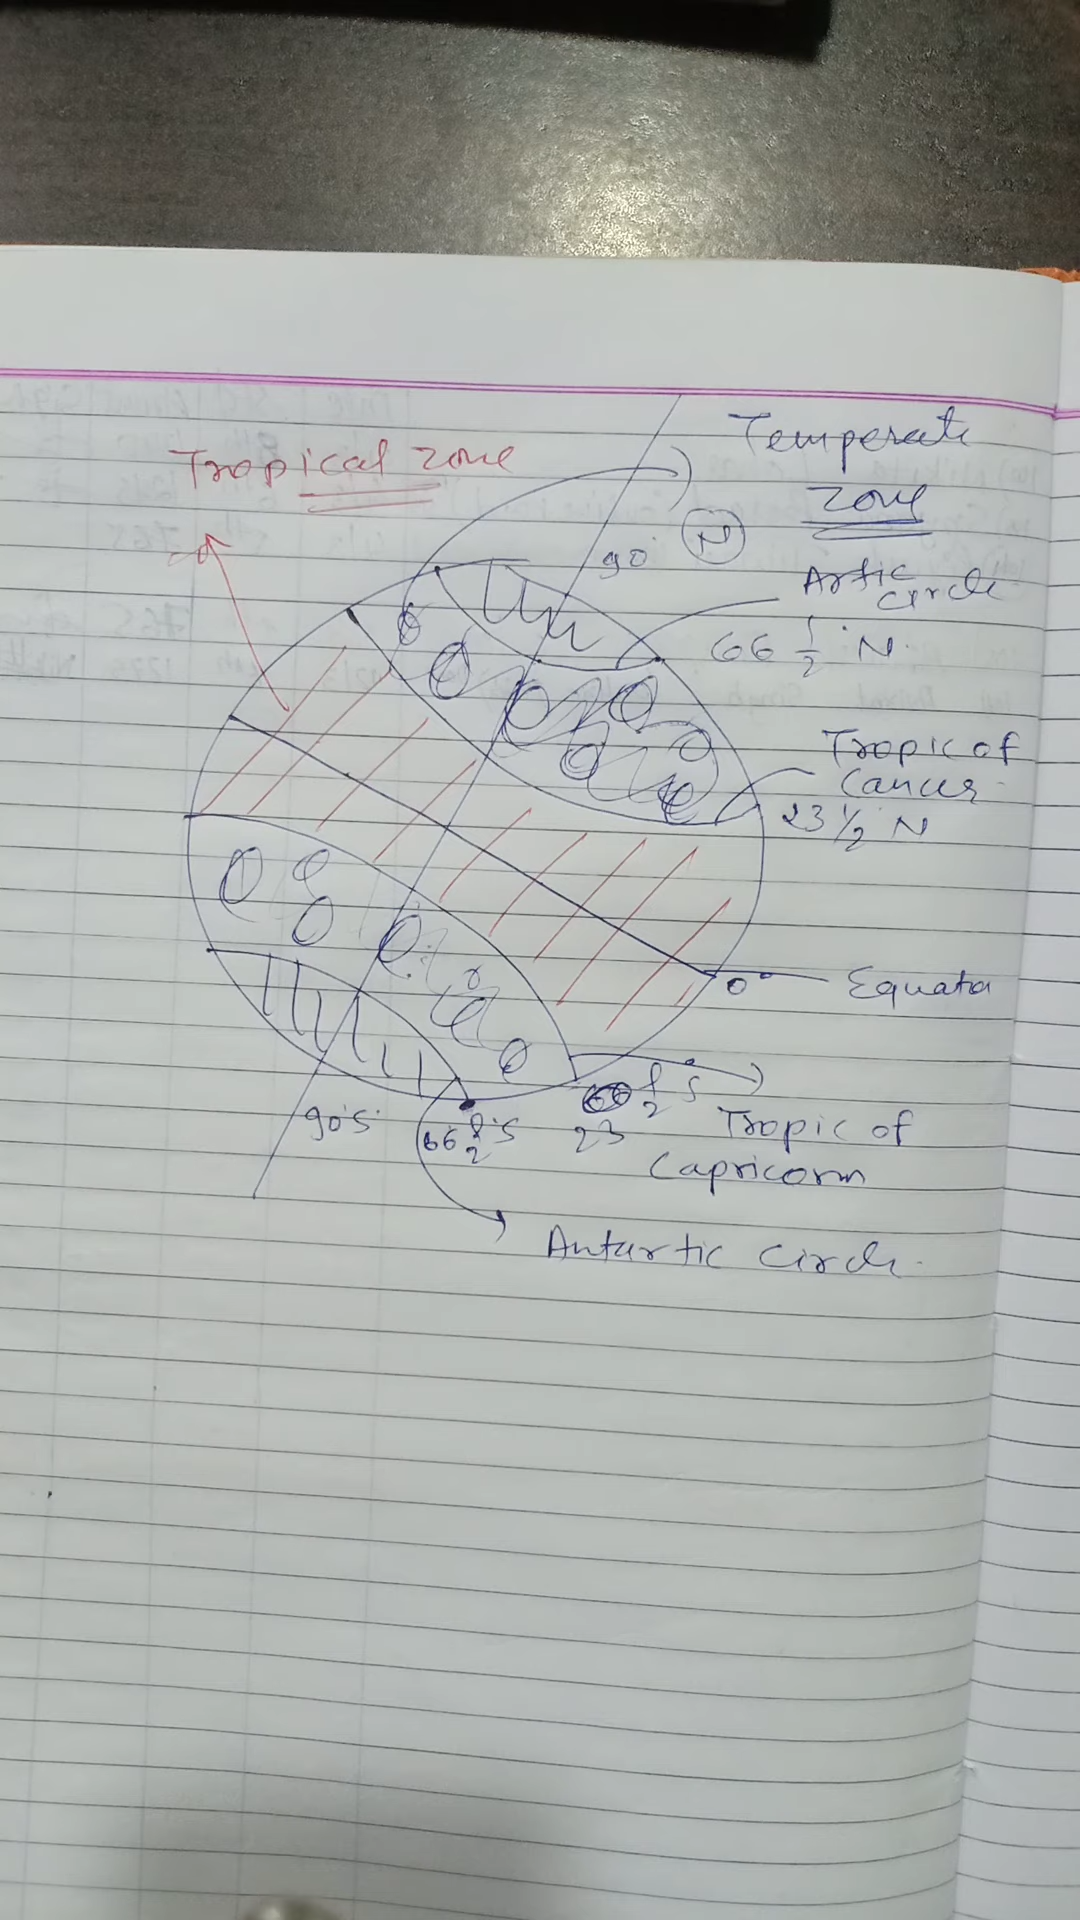 Tropical zone
Temperate
zone
90° N
Artic
circle
66 1/2° N
Tropic of
Cancer
23 1/2 N
0°
Equator
23 1/2 S
Tropic of
Capricorn
90°S
66 1/2°S
Antartic circle